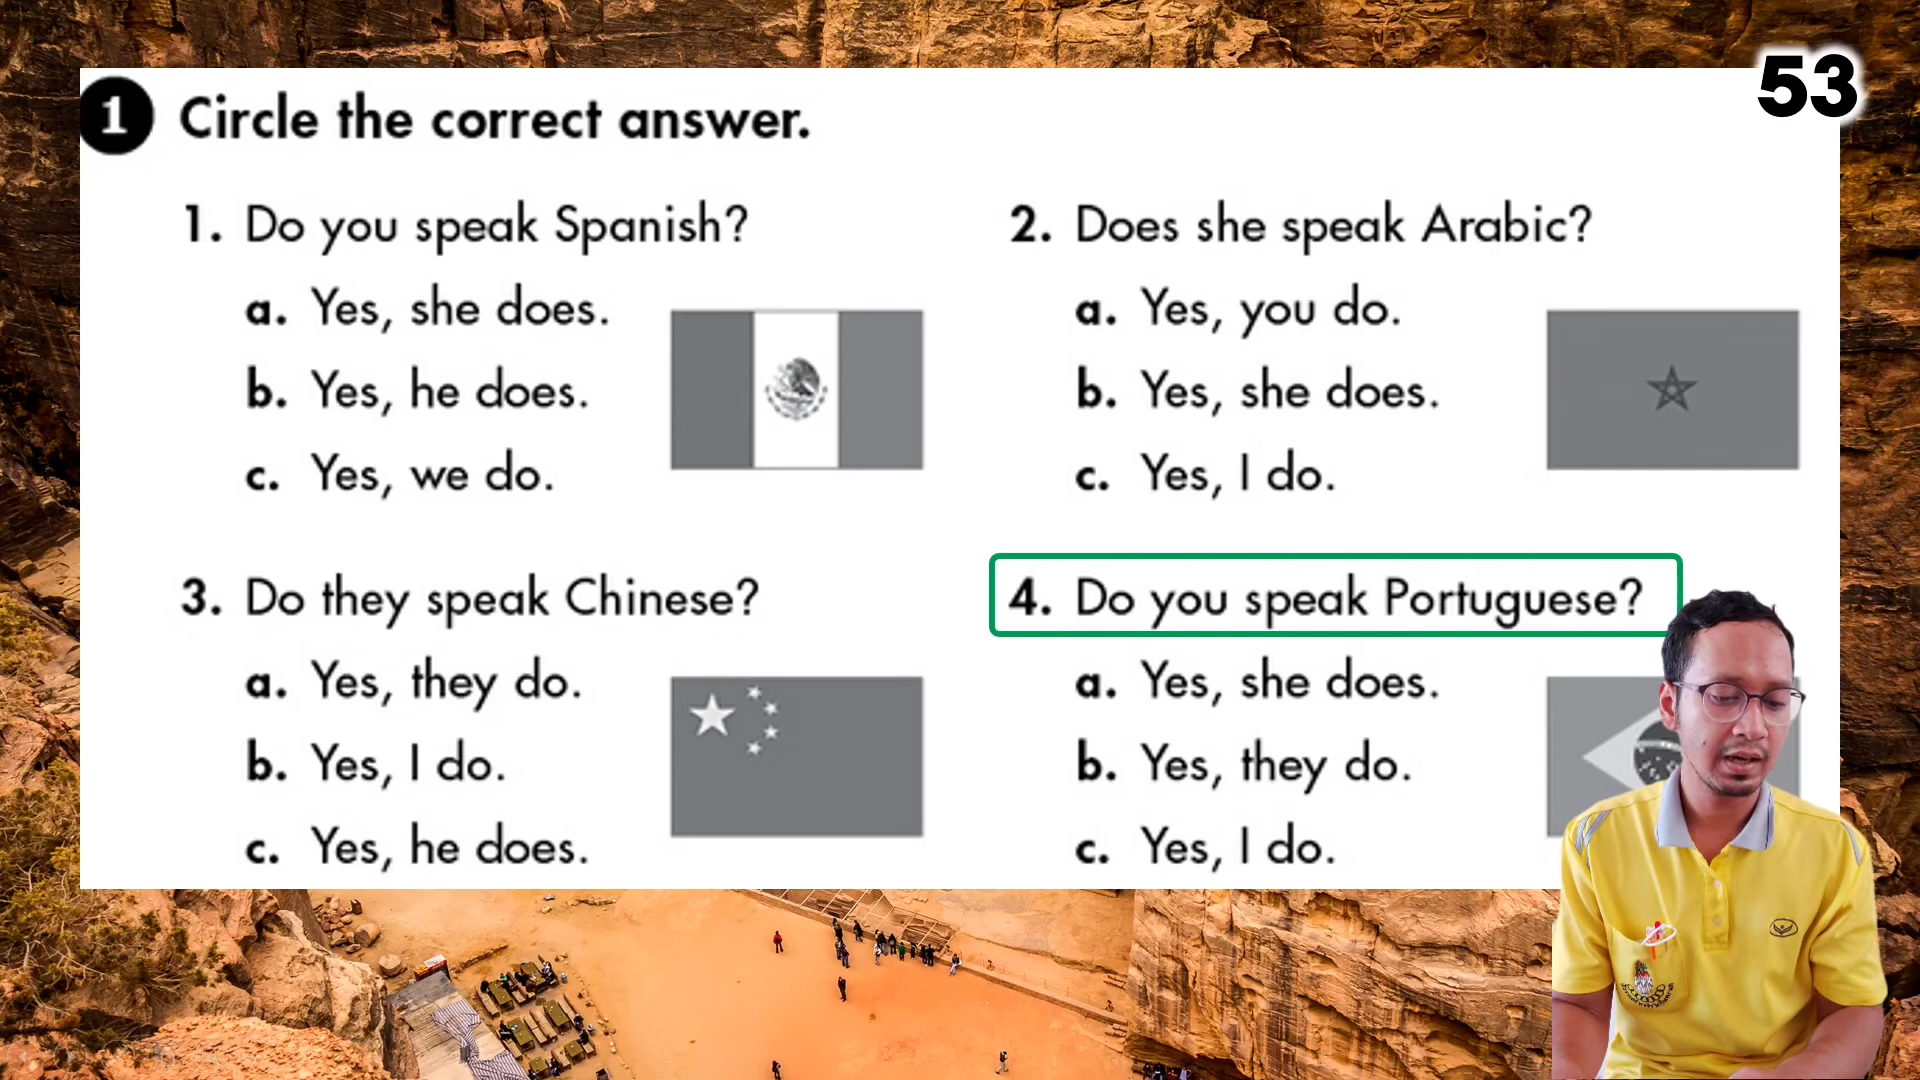 53
1 Circle the correct answer.
1. Do you speak Spanish?
a. Yes, she does.
b. Yes, he does.
c. Yes, we do.
2. Does she speak Arabic?
a. Yes, you do.
b. Yes, she does.
c. Yes, I do.
3. Do they speak Chinese?
a. Yes, they do.
b. Yes, I do.
c. Yes, he does.
4. Do you speak Portuguese?
a. Yes, she does.
b. Yes, they do.
c. Yes, I do.